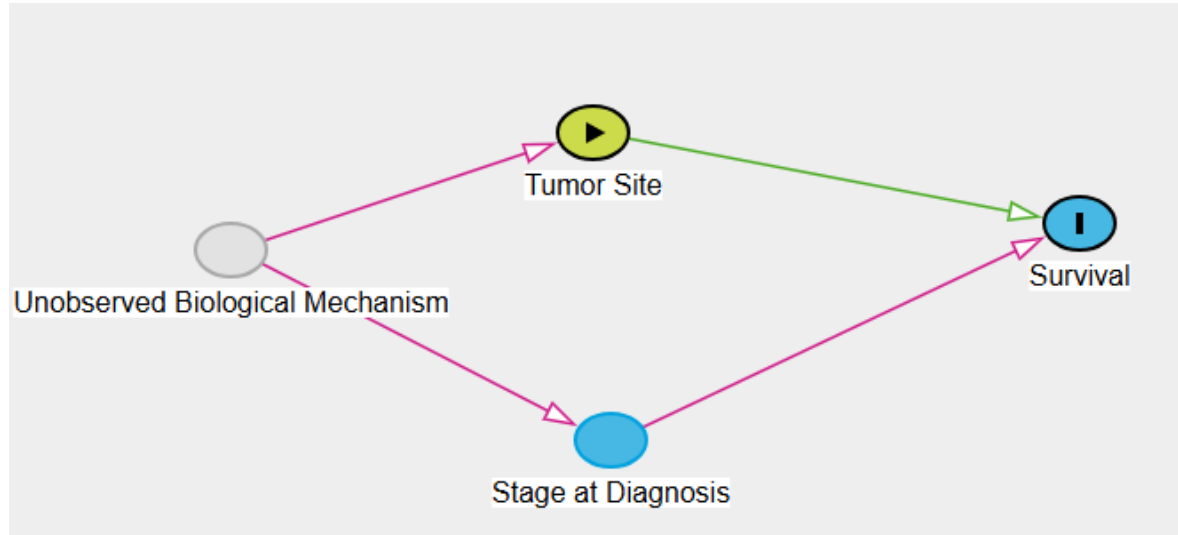 Tumor Site
Unobserved Biological Mechanism
Survival
Stage at Diagnosis